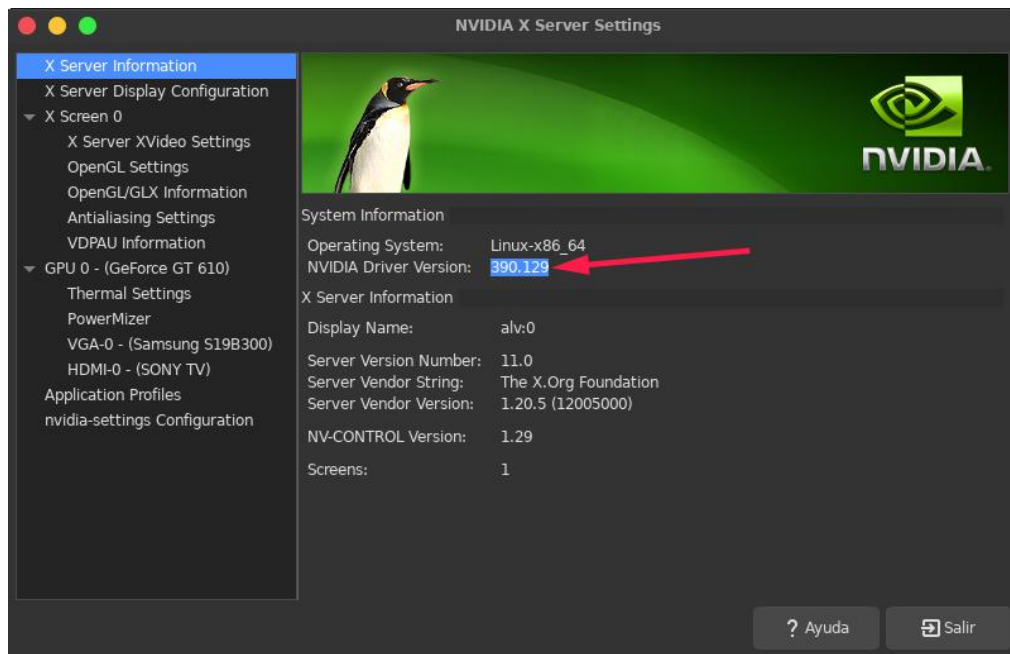 NVIDIA X Server Settings
X Server Information
X Server Display Configuration
X Screen 0
X Server XVideo Settings
OpenGL Settings
OpenGL/GLX Information
Antialiasing Settings
VDPAU Information
GPU 0 - (GeForce GT 610)
Thermal Settings
PowerMizer
VGA-0 - (Samsung S19B300)
HDMI-0 - (SONY TV)
Application Profiles
nvidia-settings Configuration
NVIDIA.
System Information
Operating System: Linux-x86_64
NVIDIA Driver Version: 390.129
X Server Information
Display Name: alv:0
Server Version Number: 11.0
Server Vendor String: The X.Org Foundation
Server Vendor Version: 1.20.5 (12005000)
NV-CONTROL Version: 1.29
Screens: 1
? Ayuda
Salir